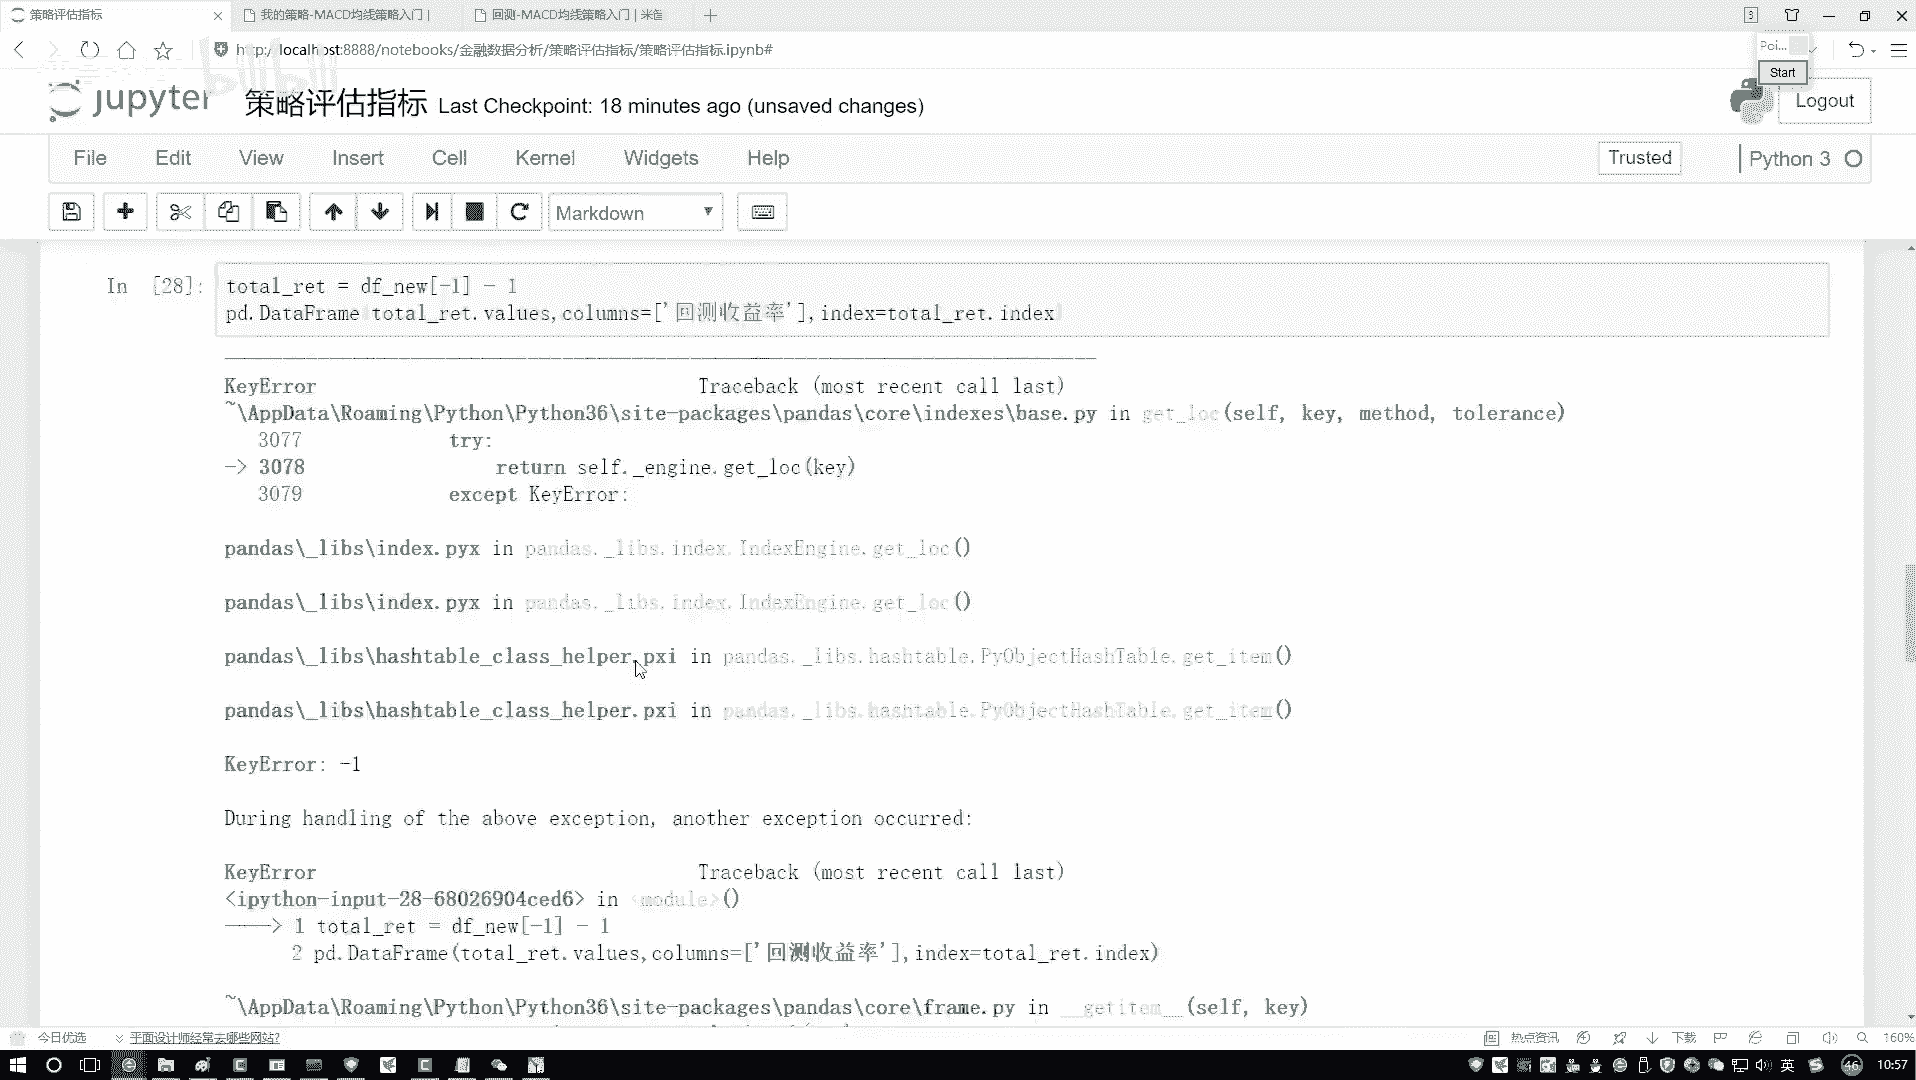 策略评估指标
我的策略-MACD均线策略入门 |
回测-MACD均线策略入门 | 米筐
3
http://localhost:8888/notebooks/金融数据分析/策略评估指标/策略评估指标.ipynb#
Poi...
Start
bilibili
jupyter 策略评估指标 Last Checkpoint: 18 minutes ago (unsaved changes)
Logout
File Edit View Insert Cell Kernel Widgets Help
Trusted
Python 3
Markdown
In [28]: total_ret = df_new[-1] - 1
pd.DataFrame total_ret.values,columns=['回测收益率'],index=total_ret.index
KeyError Traceback (most recent call last)
~\AppData\Roaming\Python\Python36\site-packages\pandas\core\indexes\base.py in get_loc(self, key, method, tolerance)
3077 try:
-> 3078 return self._engine.get_loc(key)
3079 except KeyError:
pandas\_libs\index.pyx in pandas._libs.index.IndexEngine.get_loc()
pandas\_libs\index.pyx in pandas._libs.index.IndexEngine.get_loc()
pandas\_libs\hashtable_class_helper.pxi in pandas._libs.hashtable.PyObjectHashTable.get_item()
pandas\_libs\hashtable_class_helper.pxi in pandas._libs.hashtable.PyObjectHashTable.get_item()
KeyError: -1
During handling of the above exception, another exception occurred:
KeyError Traceback (most recent call last)
<ipython-input-28-68026904ced6> in <module>()
----> 1 total_ret = df_new[-1] - 1
2 pd.DataFrame(total_ret.values,columns=['回测收益率'],index=total_ret.index)
~\AppData\Roaming\Python\Python36\site-packages\pandas\core\frame.py in __getitem__(self, key)
今日优选
平面设计师经常去哪些网站?
热点资讯
下载
160%
英
46
10:57